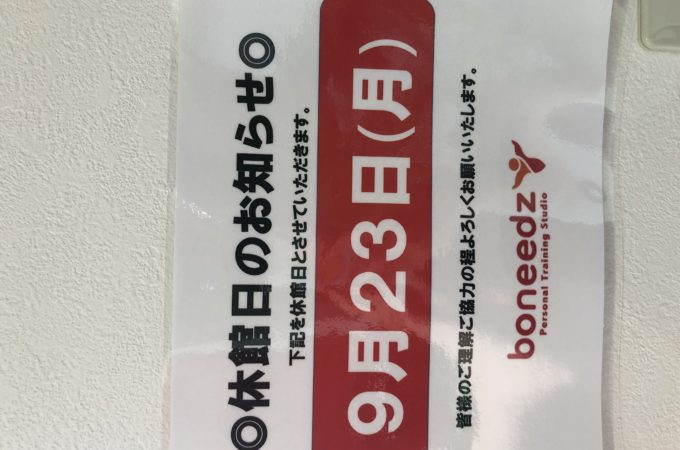 ◎休館日のお知らせ◎
下記を休館日とさせていただきます。
9月23日(月)
皆様のご理解ご協力の程よろしくお願いいたします。
boneedz
Personal Training Studio